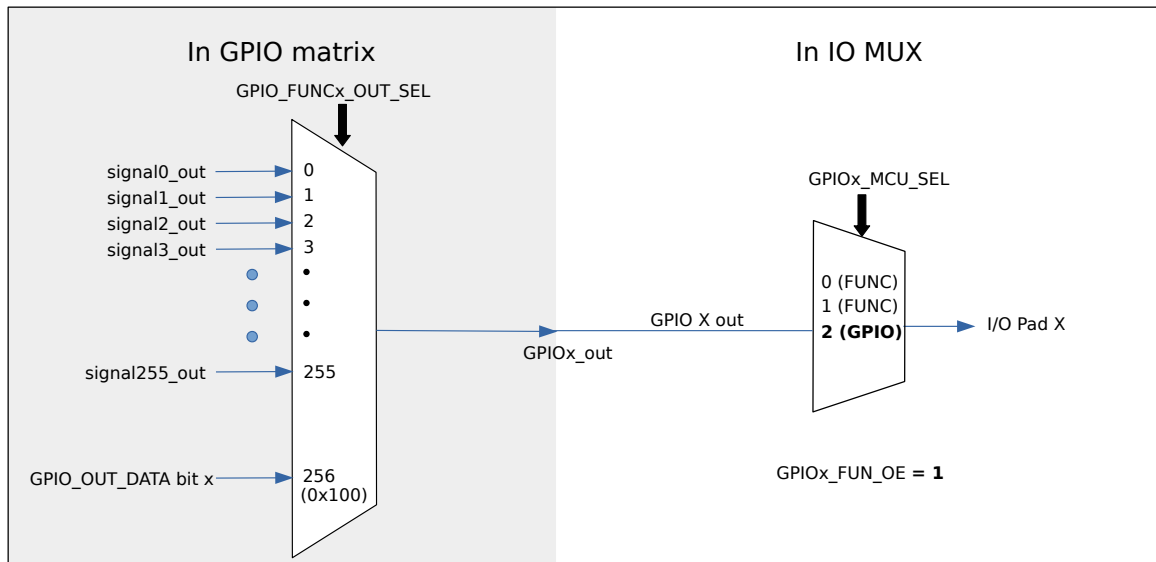 In GPIO matrix
In IO MUX
GPIO_FUNCx_OUT_SEL
signal0_out
0
signal1_out
1
signal2_out
2
signal3_out
3
signal255_out
255
GPIO_OUT_DATA bit x
256
(0x100)
GPIOx_out
GPIO X out
GPIOx_MCU_SEL
0 (FUNC)
1 (FUNC)
2 (GPIO)
I/O Pad X
GPIOx_FUN_OE = 1